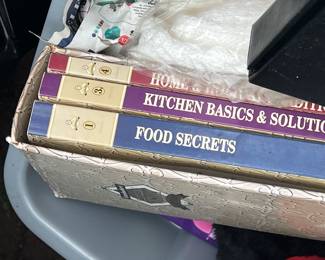 4 HOME
3 KITCHEN BASICS & SOLUTIO
1 FOOD SECRETS